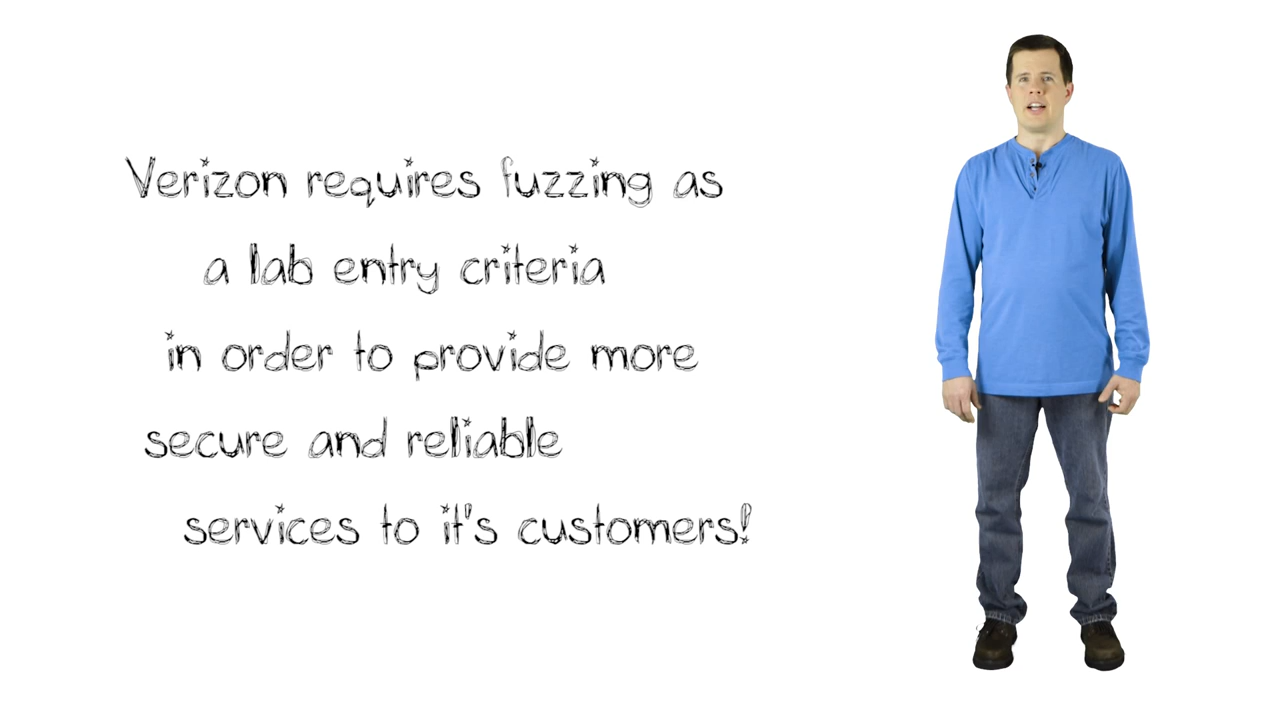 Verizon requires fuzzing as
a lab entry criteria
in order to provide more
secure and reliable
services to it's customers!